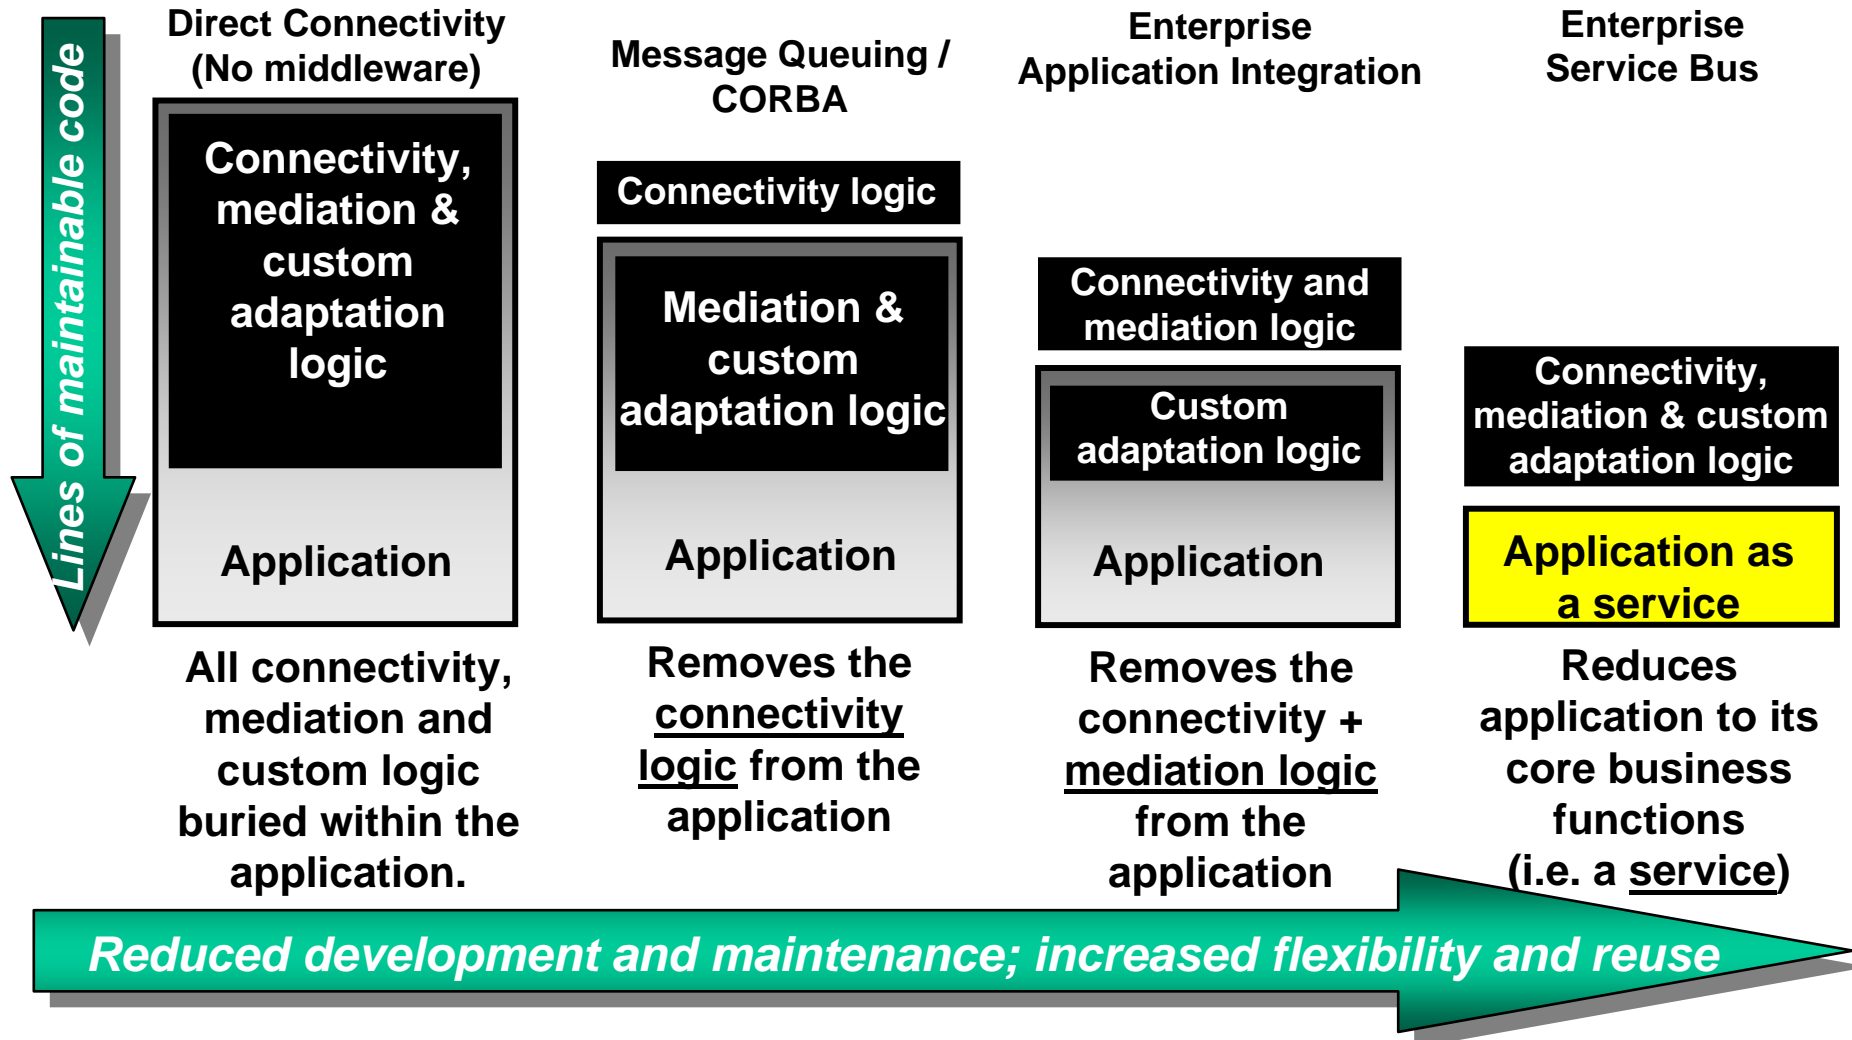 Lines of maintainable code
Direct Connectivity
(No middleware)
Connectivity,
mediation &
custom
adaptation
logic
Application
All connectivity,
mediation and
custom logic
buried within the
application.
Message Queuing /
CORBA
Connectivity logic
Mediation &
custom
adaptation logic
Application
Removes the
connectivity
logic from the
application
Enterprise
Application Integration
Connectivity and
mediation logic
Custom
adaptation logic
Application
Removes the
connectivity +
mediation logic
from the
application
Enterprise
Service Bus
Connectivity,
mediation & custom
adaptation logic
Application as
a service
Reduces
application to its
core business
functions
(i.e. a service)
Reduced development and maintenance; increased flexibility and reuse